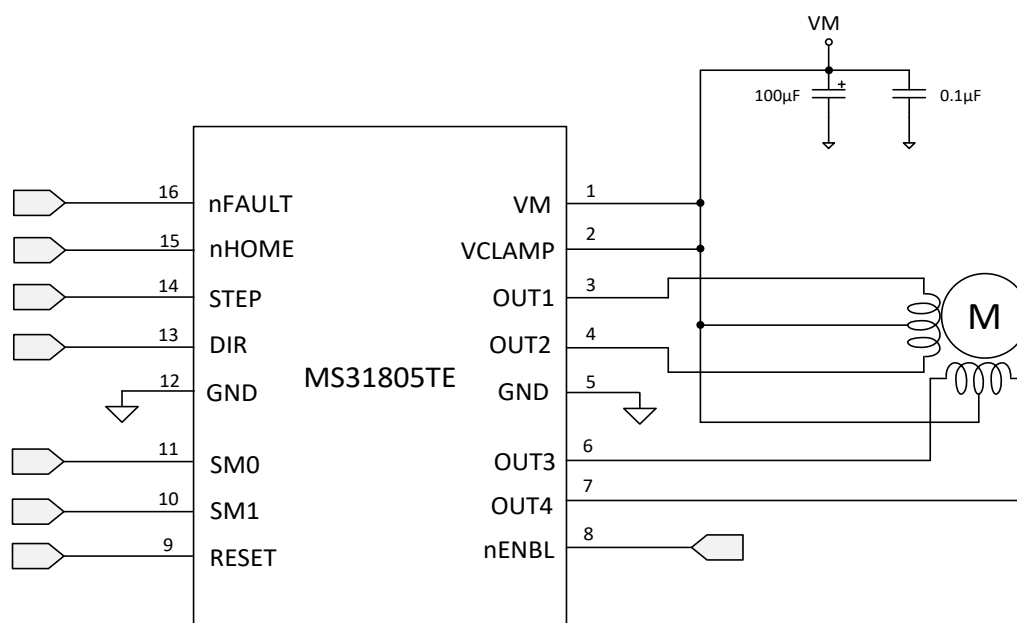 VM
100μF
+
0.1μF
16
nFAULT
VM
1
15
nHOME
VCLAMP
2
14
STEP
OUT1
3
13
DIR
OUT2
4
M
MS31805TE
12
GND
GND
5
11
SM0
OUT3
6
10
SM1
OUT4
7
9
RESET
nENBL
8